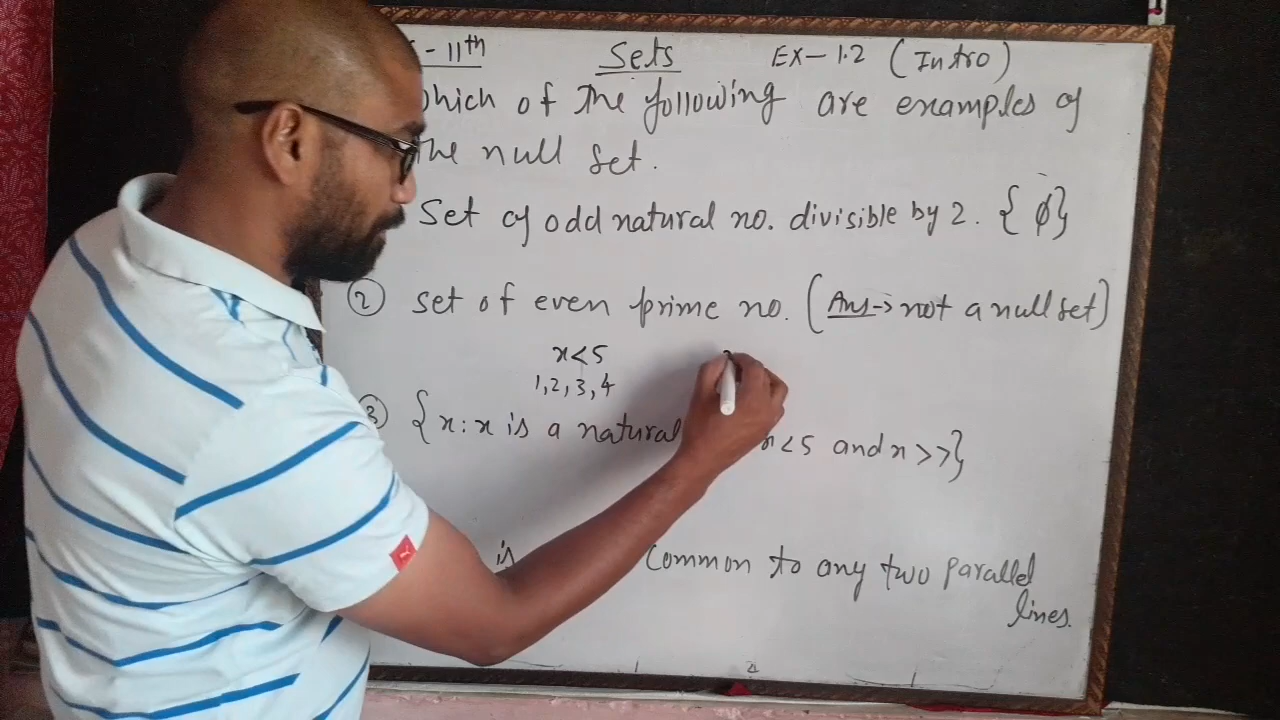 11th Sets EX-1.2 (Intro)
of the following are examples of
null set.
Set of odd natural no. divisible by 2. {ϕ}
② set of even prime no. (Ans→ not a null set)
x<5
1,2,3,4
③ {x:x is a natural x<5 and x>7}
is common to any two parallel
lines.